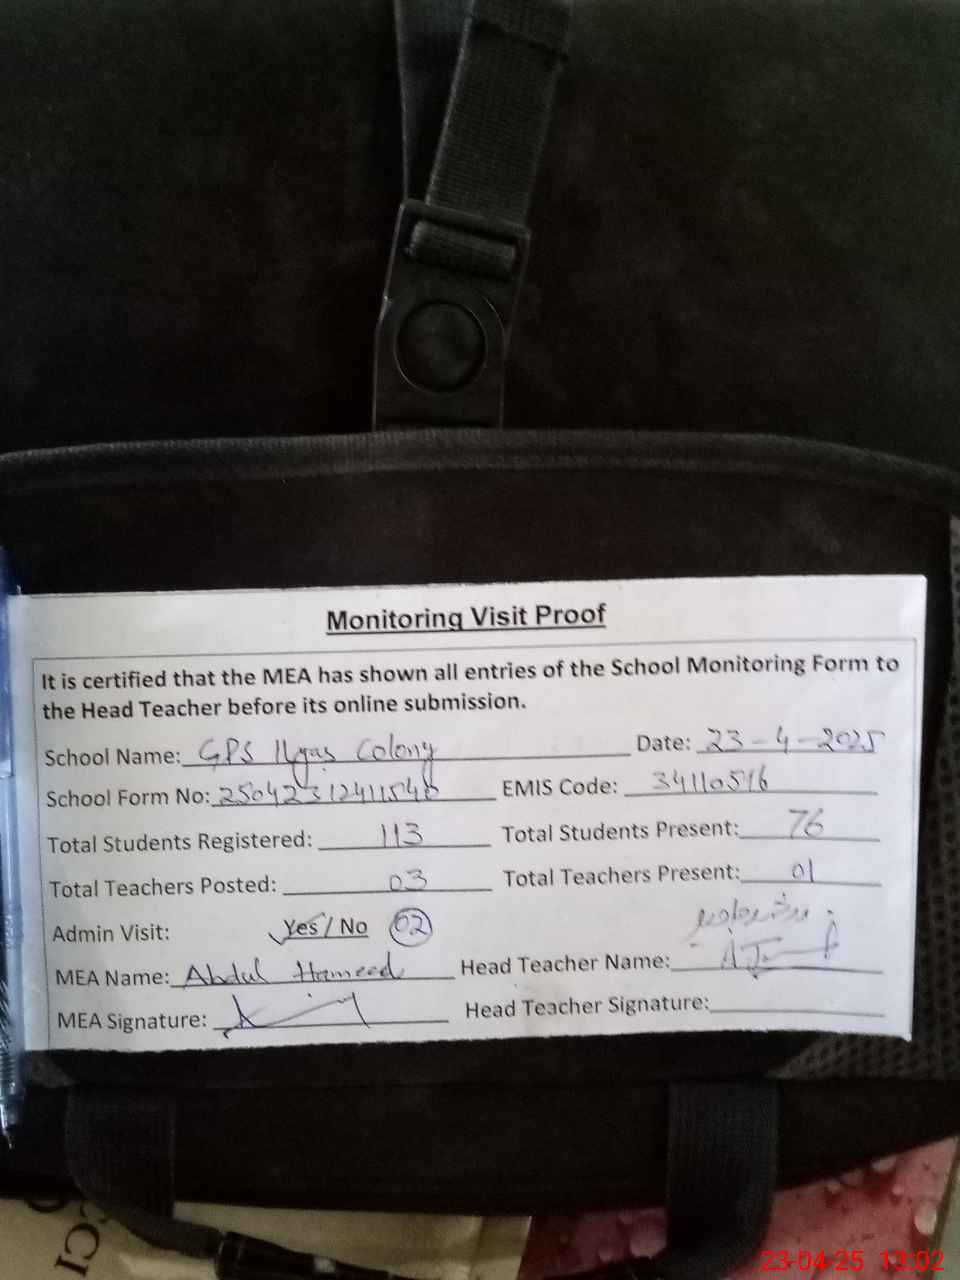 Monitoring Visit Proof
It is certified that the MEA has shown all entries of the School Monitoring Form to
the Head Teacher before its online submission.
School Name: GPS Ilyas Colony Date: 23-4-2025
School Form No: 25042312411540 EMIS Code: 34110516
Total Students Registered: 113 Total Students Present: 76
Total Teachers Posted: 03 Total Teachers Present: 01
Admin Visit: Yes / No 02
MEA Name: Abdul Hameed Head Teacher Name:
MEA Signature: Head Teacher Signature:
CCI
23-04-25 13:02